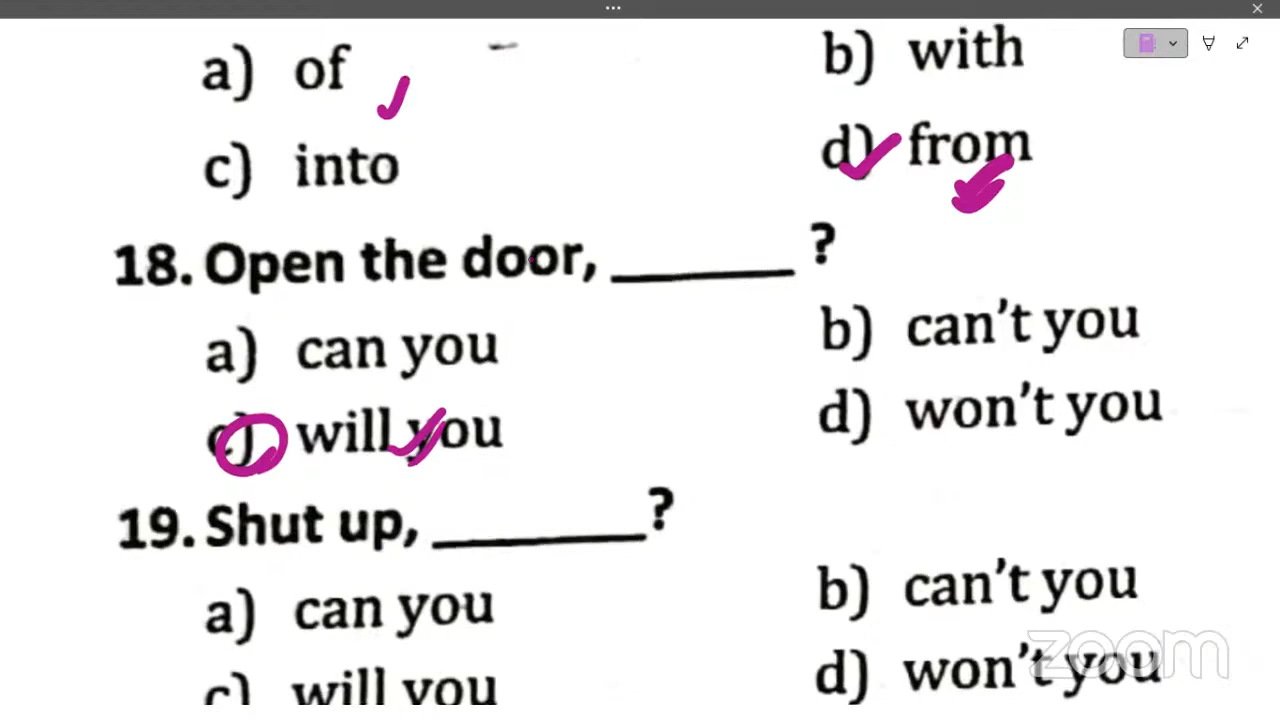 a) of
b) with
c) into
d) from
18. Open the door, ________ ?
a) can you
b) can't you
c) will you
d) won't you
19. Shut up, ________?
a) can you
b) can't you
c) will you
d) won't you
zoom